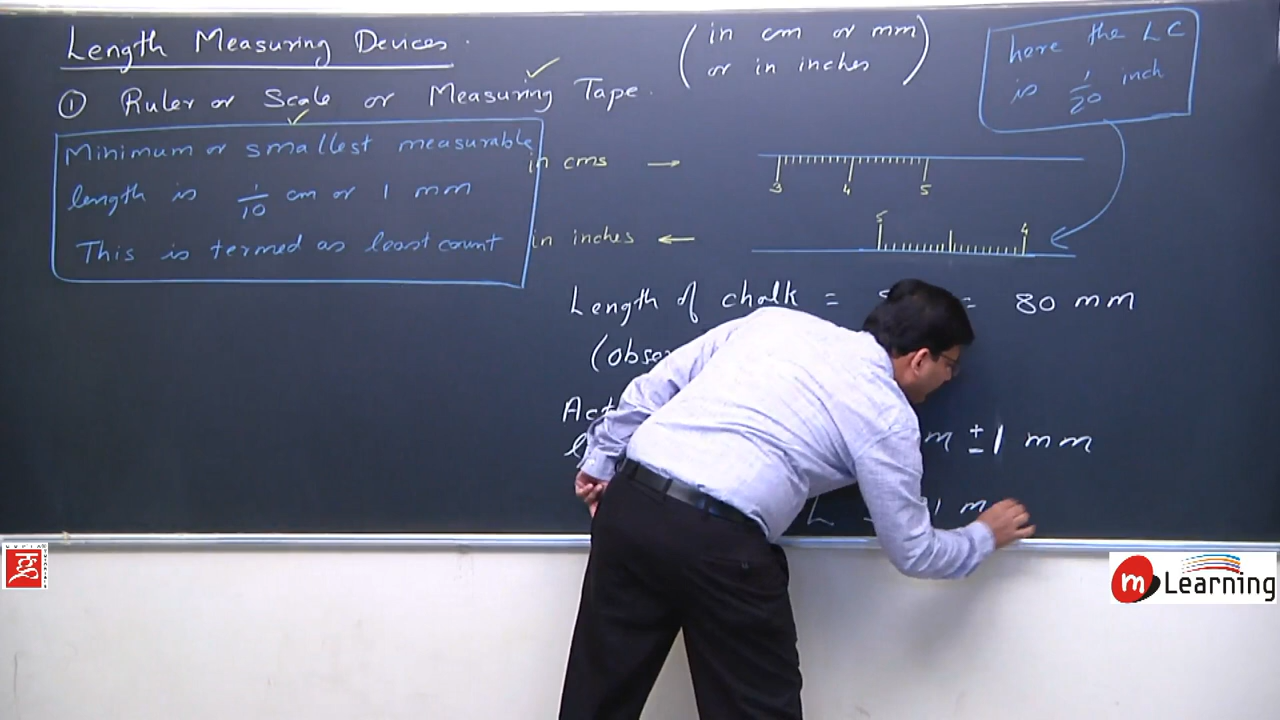 Length Measuring Devices.
(in cm or mm
or in inches)
here the LC
is 1/20 inch
① Ruler or Scale or Measuring Tape.
Minimum or smallest measurable
length is 1/10 cm or 1 mm
This is termed as least count
in cms →
3 4 5
in inches ←
5 4
Length of chalk = = 80 mm
(obser
Act
m ± 1 mm
L 1 m
m Learning